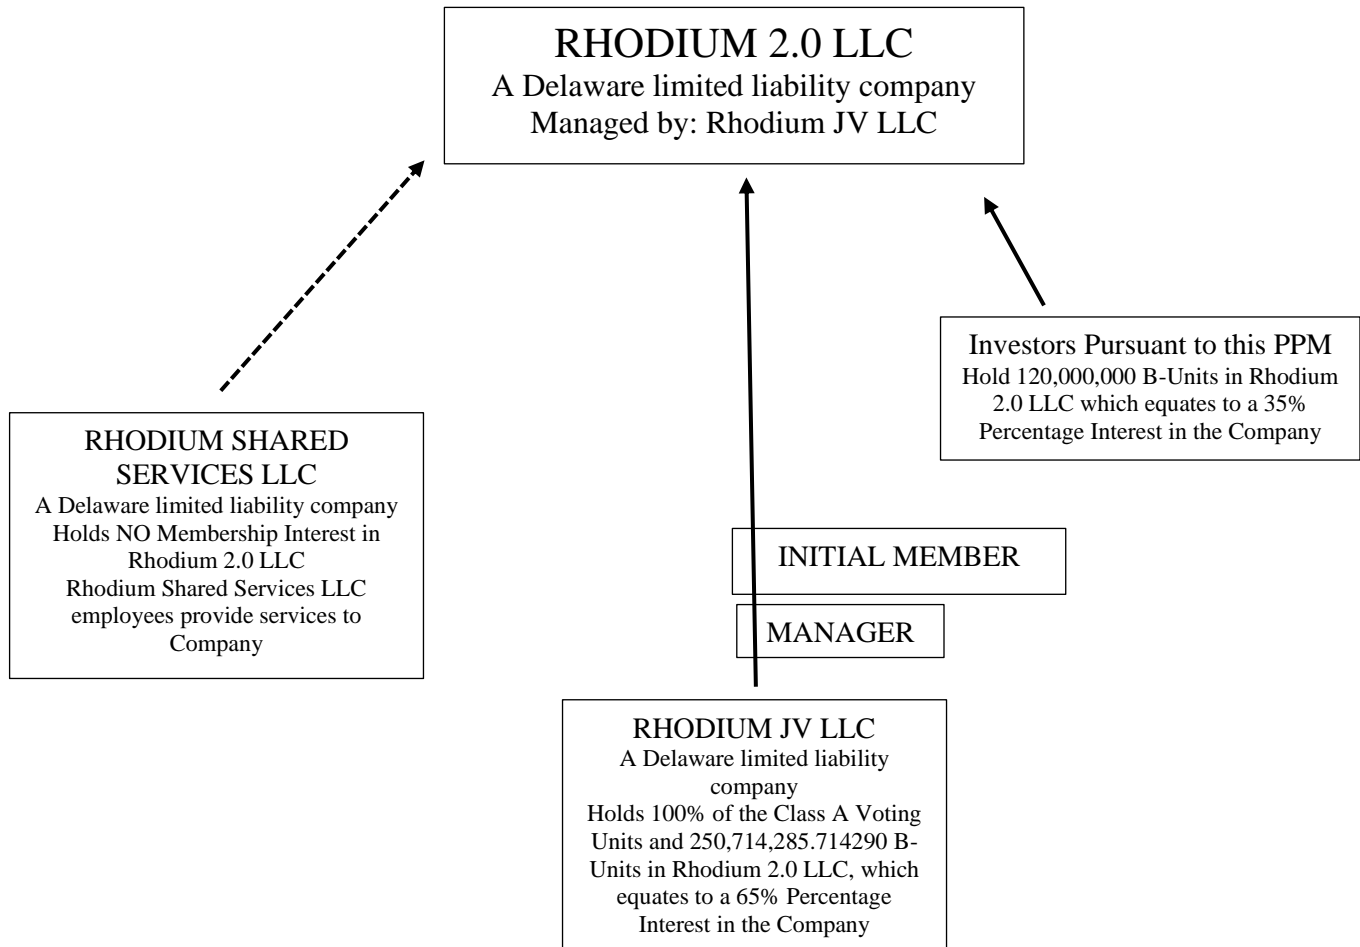 RHODIUM 2.0 LLC
A Delaware limited liability company
Managed by: Rhodium JV LLC
Investors Pursuant to this PPM
Hold 120,000,000 B-Units in Rhodium
2.0 LLC which equates to a 35%
Percentage Interest in the Company
RHODIUM SHARED
SERVICES LLC
A Delaware limited liability company
Holds NO Membership Interest in
Rhodium 2.0 LLC
Rhodium Shared Services LLC
employees provide services to
Company
INITIAL MEMBER
MANAGER
RHODIUM JV LLC
A Delaware limited liability
company
Holds 100% of the Class A Voting
Units and 250,714,285.714290 B-
Units in Rhodium 2.0 LLC, which
equates to a 65% Percentage
Interest in the Company